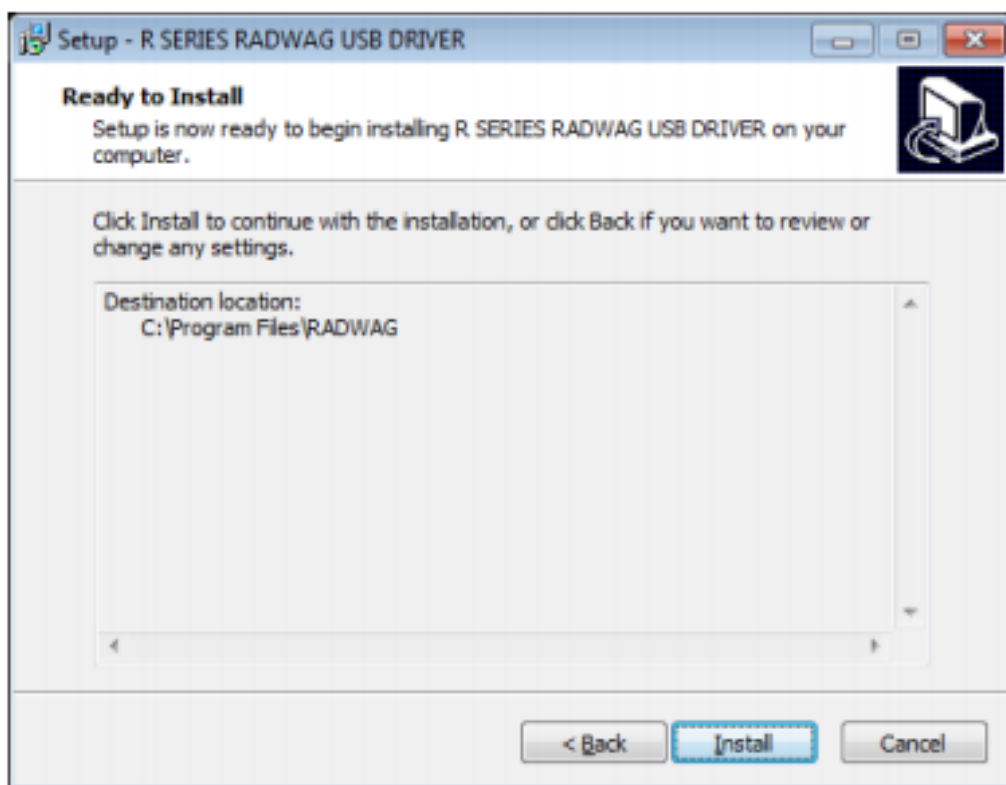 Setup - R SERIES RADWAG USB DRIVER
Ready to Install
Setup is now ready to begin installing R SERIES RADWAG USB DRIVER on your
computer.
Click Install to continue with the installation, or click Back if you want to review or
change any settings.
Destination location:
C:\Program Files\RADWAG
< Back
Install
Cancel